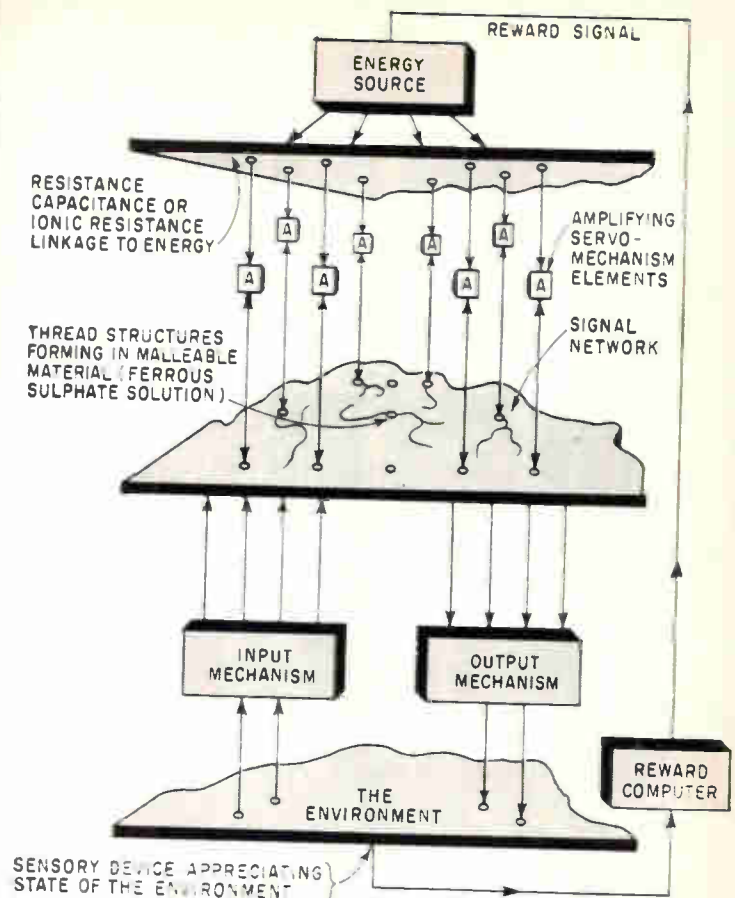 REWARD SIGNAL
ENERGY
SOURCE
RESISTANCE
CAPACITANCE OR
IONIC RESISTANCE
LINKAGE TO ENERGY
A
A
A
A
A
A
A
A
AMPLIFYING
SERVO-
MECHANISM
ELEMENTS
SIGNAL
NETWORK
THREAD STRUCTURES
FORMING IN MALLEABLE
MATERIAL (FERROUS
SULPHATE SOLUTION)
INPUT
MECHANISM
OUTPUT
MECHANISM
REWARD
COMPUTER
THE
ENVIRONMENT
SENSORY DEVICE APPRECIATING
STATE OF THE ENVIRONMENT